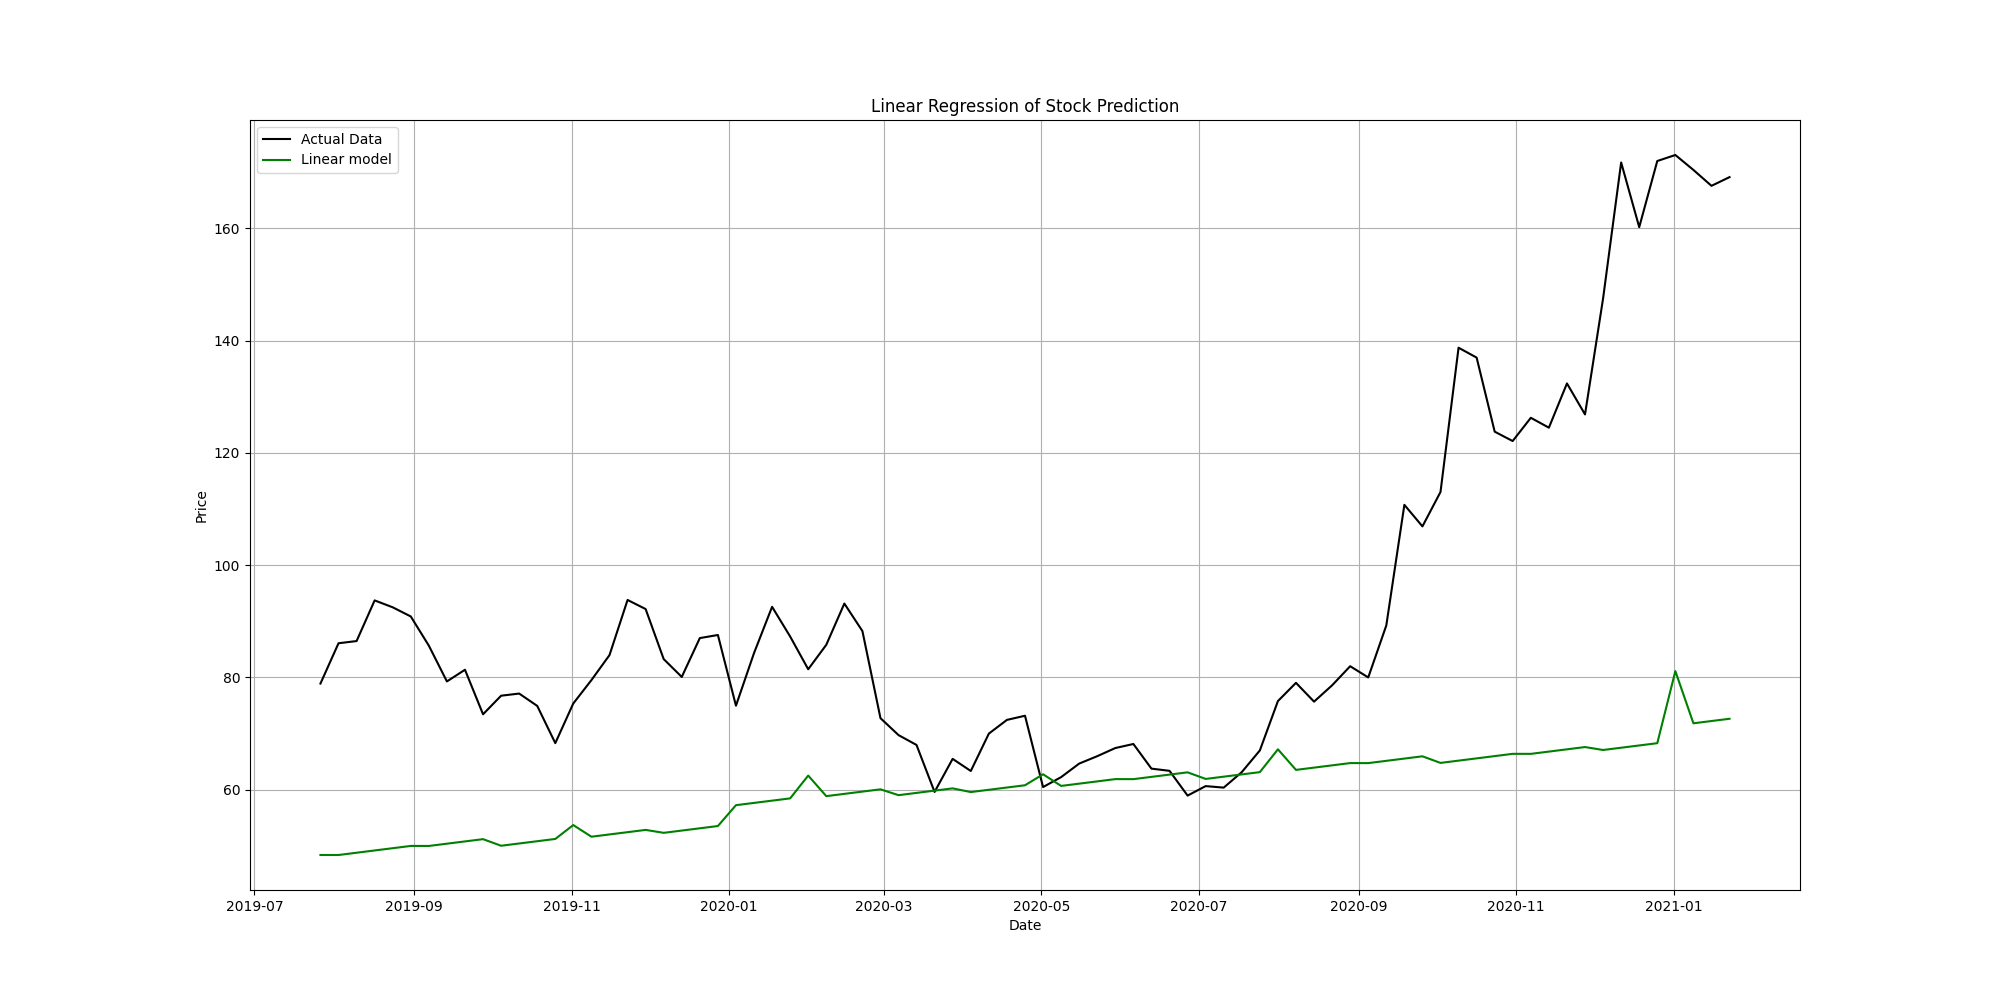 Linear Regression of Stock Prediction
Actual Data
Linear model
160
140
120
100
80
60
Price
2019-07 2019-09 2019-11 2020-01 2020-03 2020-05 2020-07 2020-09 2020-11 2021-01
Date